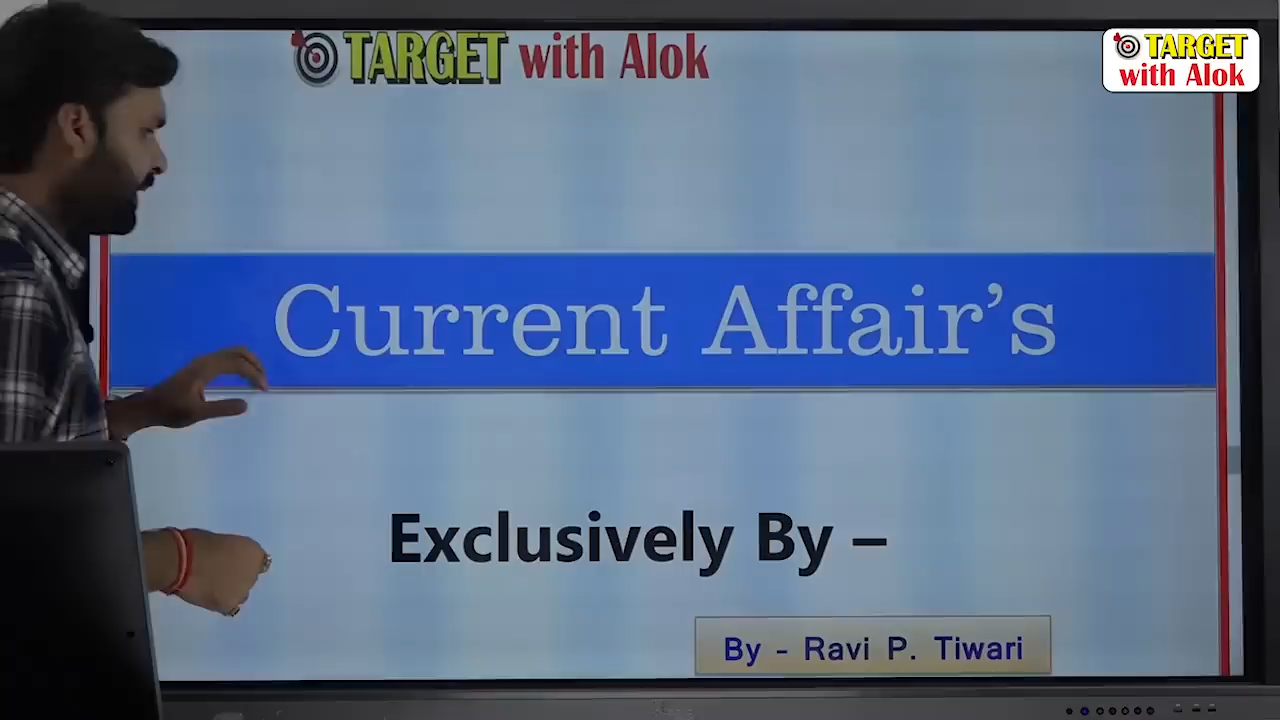 TARGET with Alok
TARGET
with Alok
Current Affair's
Exclusively By –
By - Ravi P. Tiwari